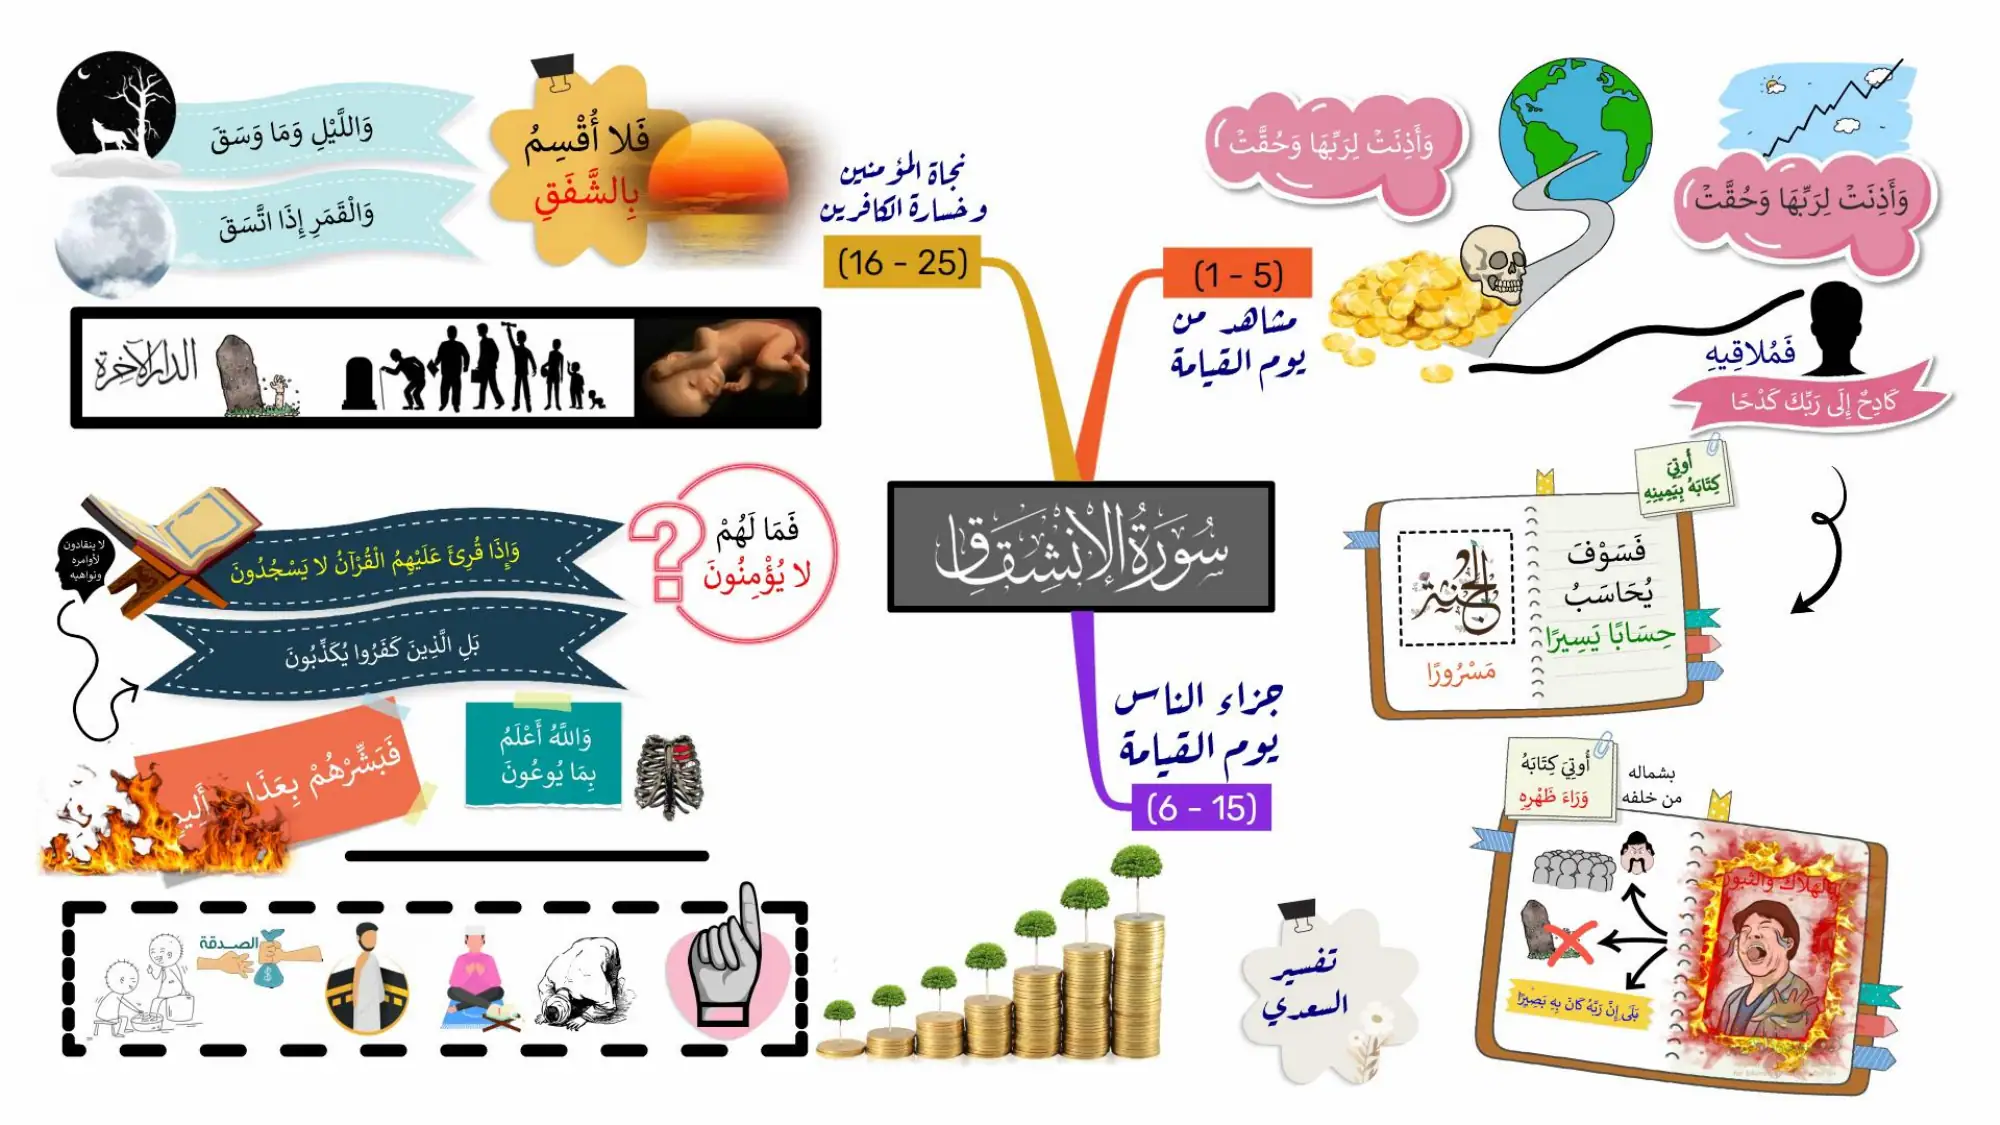 سُورَةُ الْإِنْشِقَاقِ
(1 - 5)
مشاهد من
يوم القيامة
وَأَذِنَتْ لِرَبِّهَا وَحُقَّتْ
وَأَذِنَتْ لِرَبِّهَا وَحُقَّتْ
فَمُلاقِيهِ
كَادِحٌ إِلَى رَبِّكَ كَدْحًا
(6 - 15)
جزاء الناس
يوم القيامة
أُوتِيَ
كِتَابَهُ بِيَمِينِهِ
فَسَوْفَ
يُحَاسَبُ
حِسَابًا يَسِيرًا
الجنة
مَسْرُورًا
أُوتِيَ كِتَابَهُ
وَرَاءَ ظَهْرِهِ
بشماله
من خلفه
بالهلاك والثبور
بَلَى إِنَّ رَبَّهُ كَانَ بِهِ بَصِيرًا
نجاة المؤمنين
وخسارة الكافرين
(16 - 25)
فَلا أُقْسِمُ
بِالشَّفَقِ
وَاللَّيْلِ وَمَا وَسَقَ
وَالْقَمَرِ إِذَا اتَّسَقَ
الدار الآخرة
فَمَا لَهُمْ
لا يُؤْمِنُونَ
?
وَإِذَا قُرِئَ عَلَيْهِمُ الْقُرْآنُ لا يَسْجُدُونَ
لا ينقادون
لأوامره
ونواهيه
بَلِ الَّذِينَ كَفَرُوا يُكَذِّبُونَ
وَاللَّهُ أَعْلَمُ
بِمَا يُوعُونَ
فَبَشِّرْهُمْ بِعَذَابٍ أَلِيمٍ
الصدقة
تفسير
السعدي